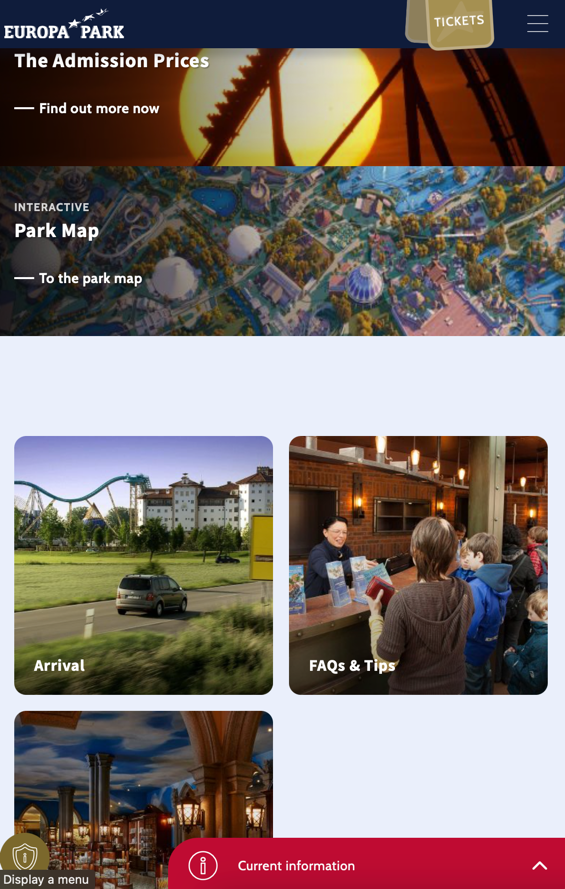 EUROPA PARK
TICKETS
The Admission Prices
Find out more now
INTERACTIVE
Park Map
To the park map
Arrival
FAQs & Tips
Current information
Display a menu